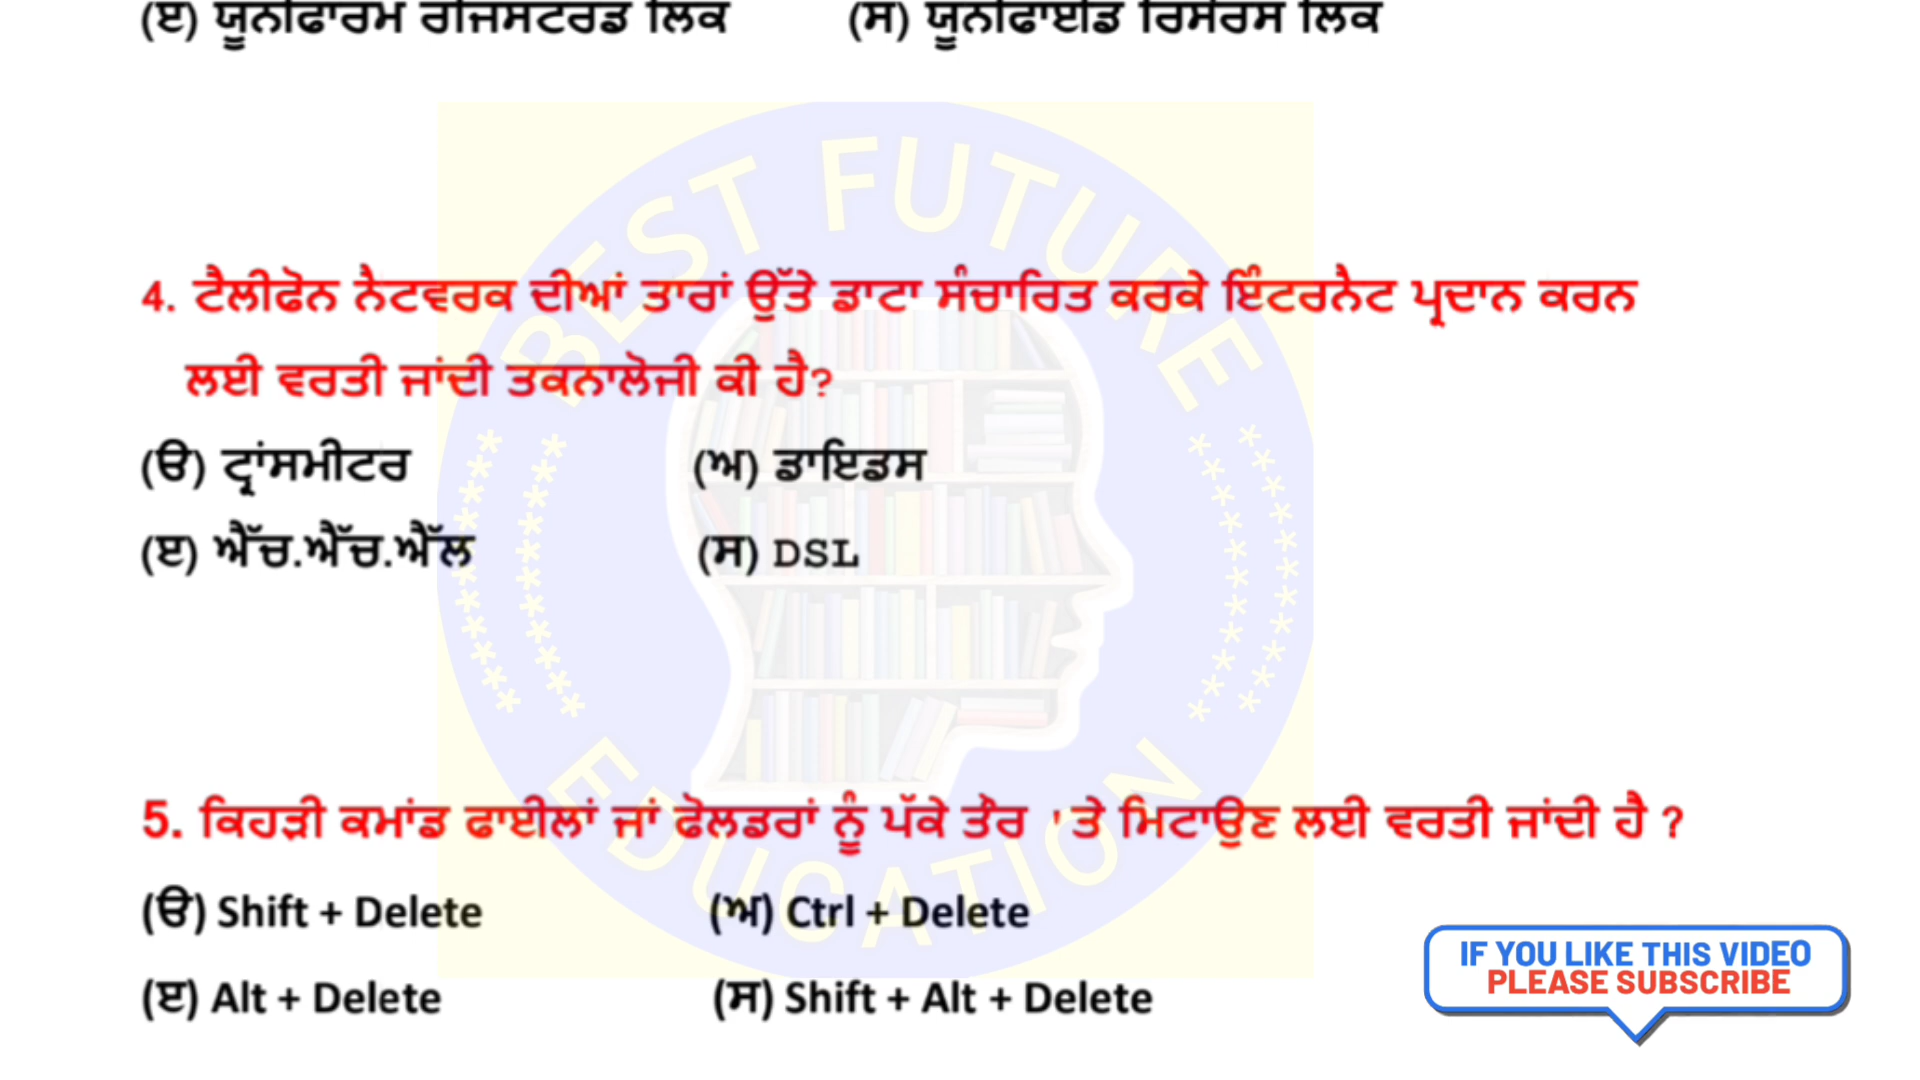 (ੲ) ਯੂਨੀਫਾਰਮ ਰੀਜਿਸਟਰਡ ਲਿੰਕ (ਸ) ਯੂਨੀਫਾਈਡ ਰਿਸੋਰਸ ਲਿੰਕ
BEST FUTURE
4. ਟੈਲੀਫੋਨ ਨੈਟਵਰਕ ਦੀਆਂ ਤਾਰਾਂ ਉੱਤੇ ਡਾਟਾ ਸੰਚਾਰਿਤ ਕਰਕੇ ਇੰਟਰਨੈਟ ਪ੍ਰਦਾਨ ਕਰਨ
ਲਈ ਵਰਤੀ ਜਾਂਦੀ ਤਕਨਾਲੋਜੀ ਕੀ ਹੈ?
(ੳ) ਟ੍ਰਾਂਸਮੀਟਰ (ਅ) ਡਾਇਡਸ
(ੲ) ਐੱਚ.ਐੱਚ.ਐੱਲ (ਸ) DSL
5. ਕਿਹੜੀ ਕਮਾਂਡ ਫਾਈਲਾਂ ਜਾਂ ਫੋਲਡਰਾਂ ਨੂੰ ਪੱਕੇ ਤੌਰ 'ਤੇ ਮਿਟਾਉਣ ਲਈ ਵਰਤੀ ਜਾਂਦੀ ਹੈ ?
EDUCATION
(ੳ) Shift + Delete (ਅ) Ctrl + Delete
(ੲ) Alt + Delete (ਸ) Shift + Alt + Delete
IF YOU LIKE THIS VIDEO
PLEASE SUBSCRIBE